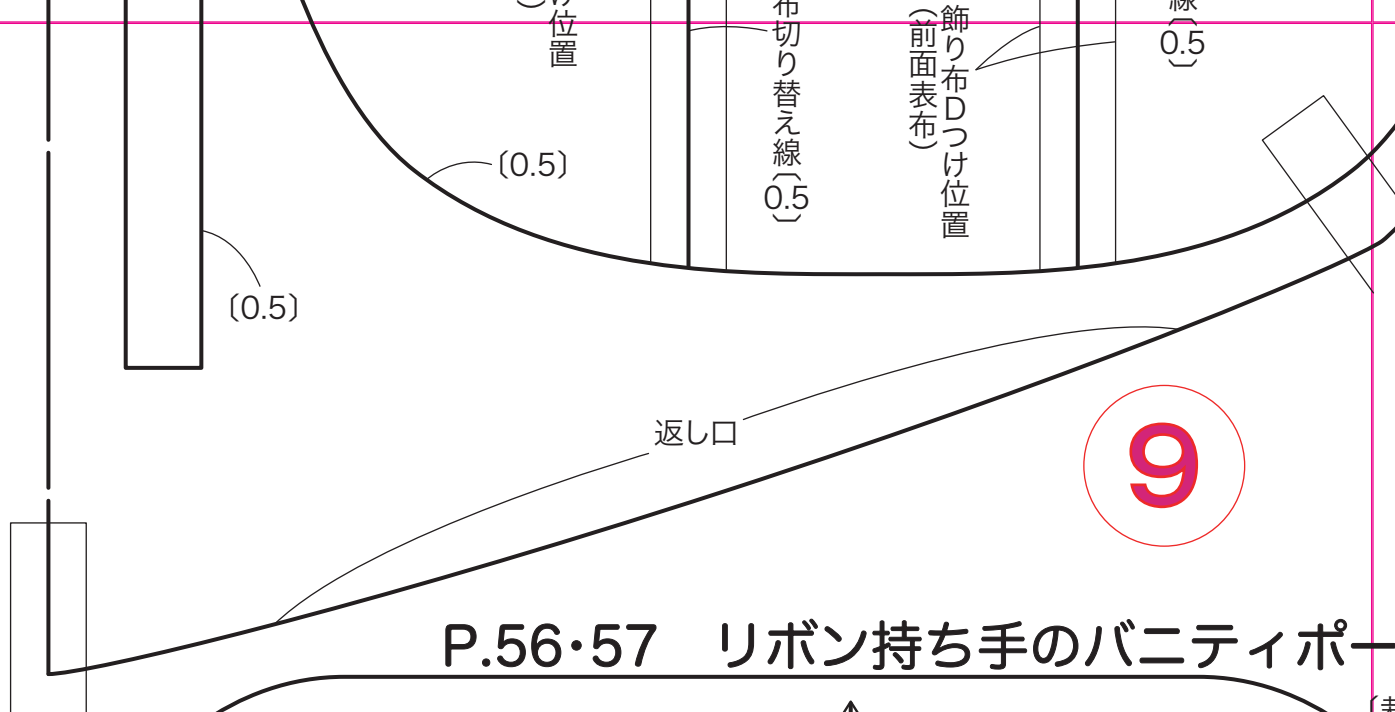 け位置
布切り替え線〔0.5〕
飾り布Dつけ位置
(前面表布)
線〔0.5〕
〔0.5〕
〔0.5〕
返し口
9
P.56・57 リボン持ち手のバニティポー